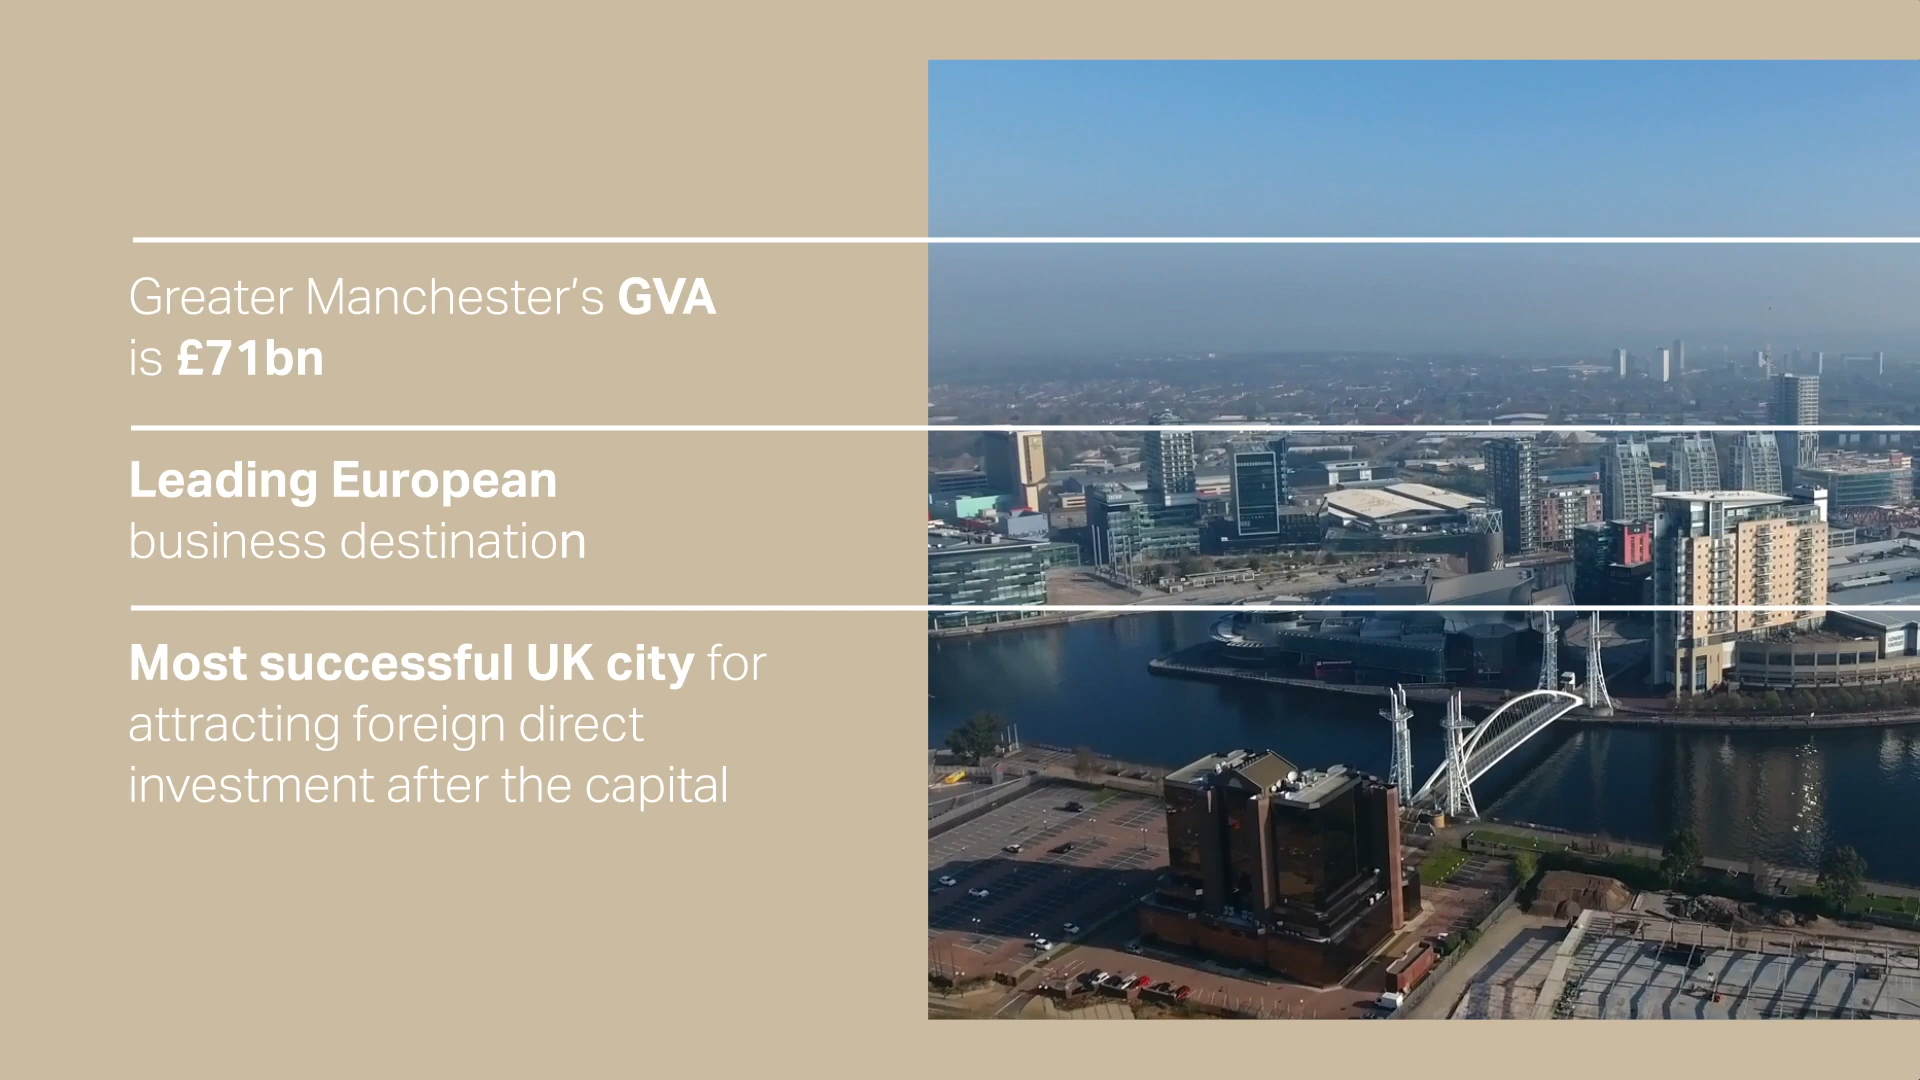 Greater Manchester’s GVA
is £71bn
Leading European
business destination
Most successful UK city for
attracting foreign direct
investment after the capital